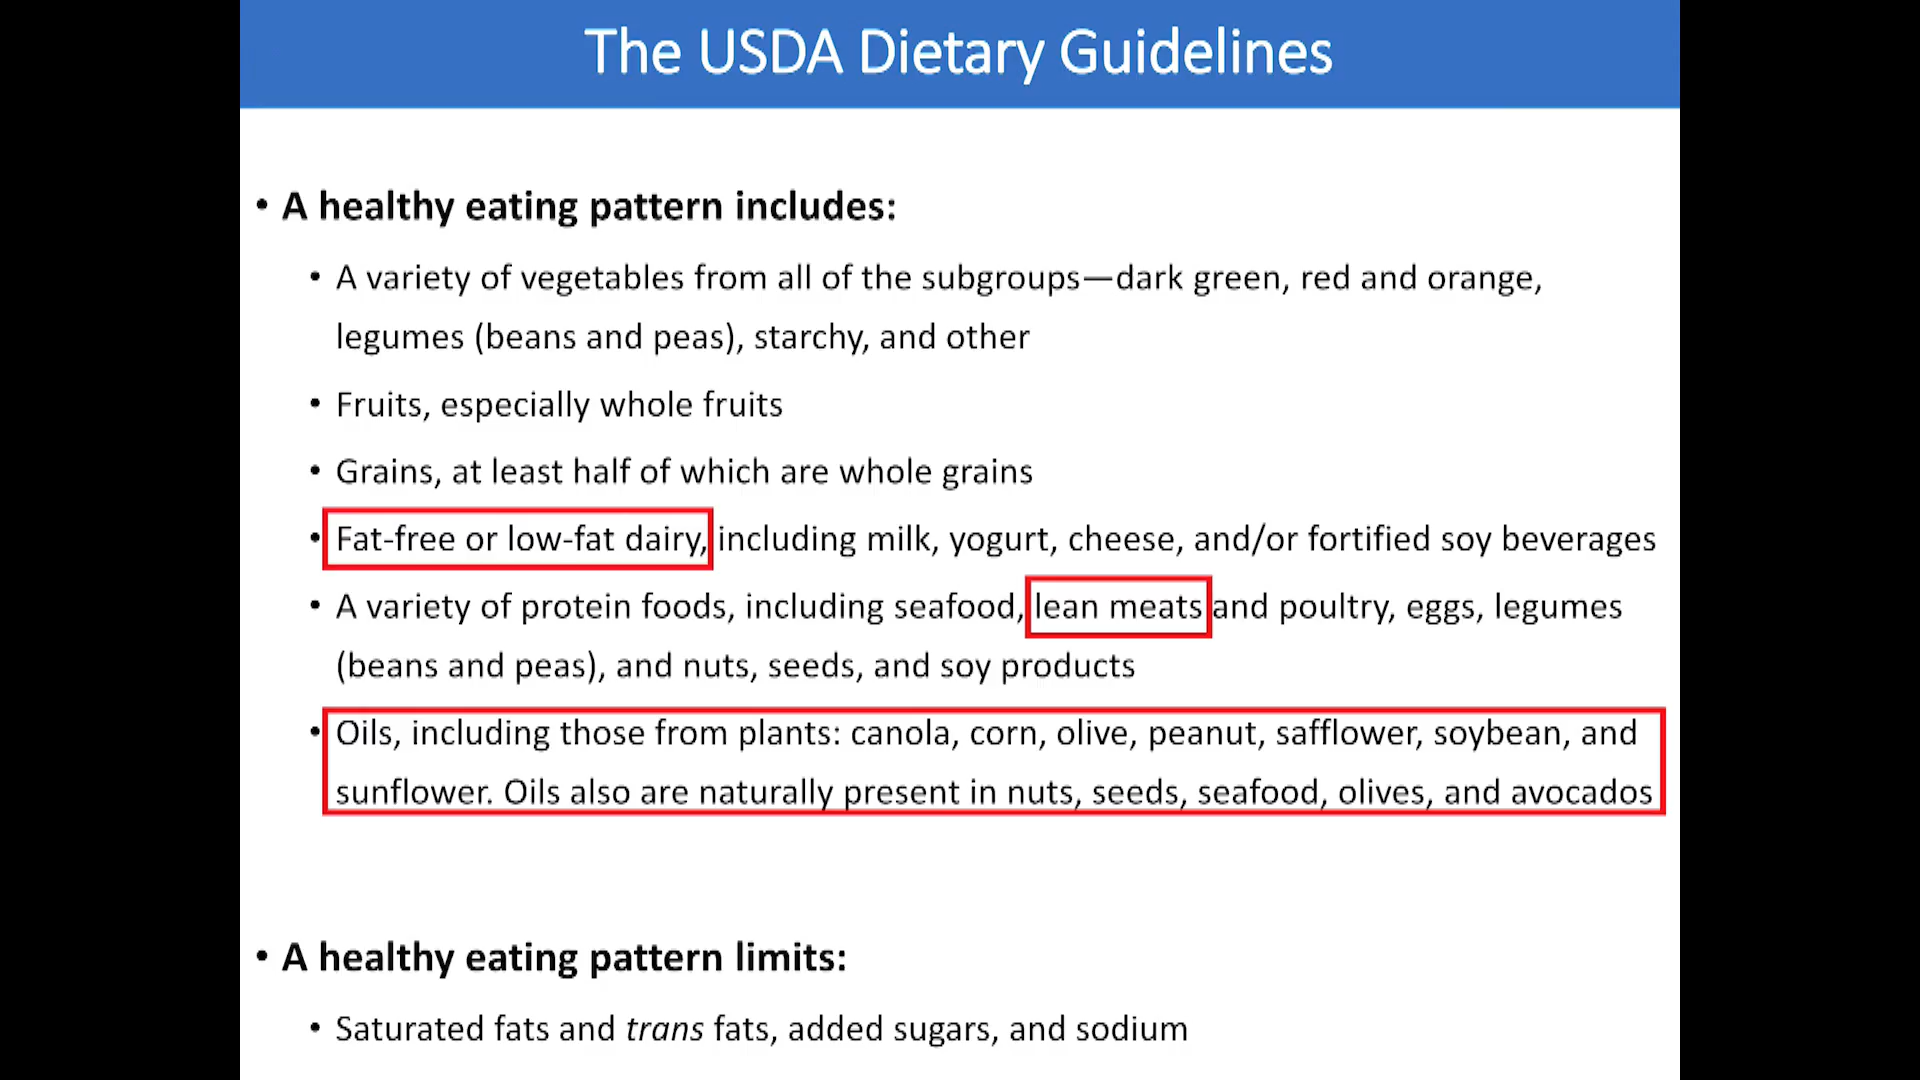 The USDA Dietary Guidelines
• A healthy eating pattern includes:
• A variety of vegetables from all of the subgroups—dark green, red and orange,
legumes (beans and peas), starchy, and other
• Fruits, especially whole fruits
• Grains, at least half of which are whole grains
• Fat-free or low-fat dairy, including milk, yogurt, cheese, and/or fortified soy beverages
• A variety of protein foods, including seafood, lean meats and poultry, eggs, legumes
(beans and peas), and nuts, seeds, and soy products
• Oils, including those from plants: canola, corn, olive, peanut, safflower, soybean, and
sunflower. Oils also are naturally present in nuts, seeds, seafood, olives, and avocados
• A healthy eating pattern limits:
• Saturated fats and trans fats, added sugars, and sodium